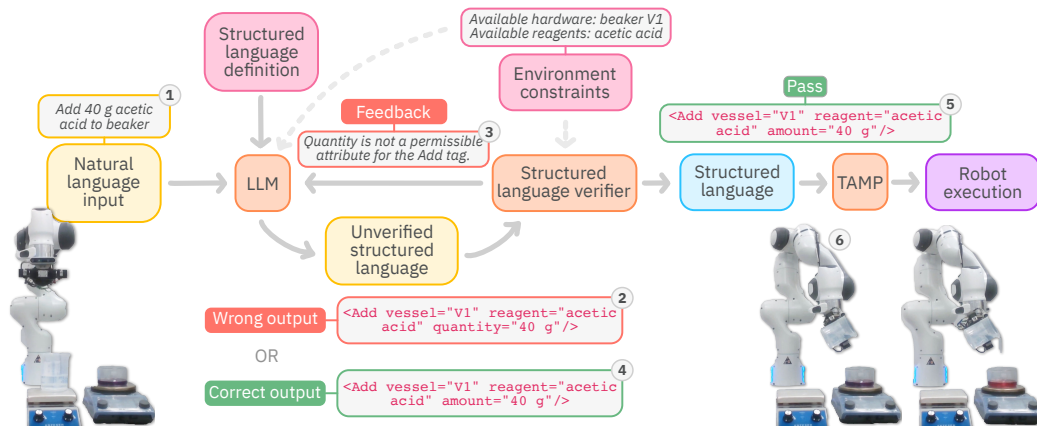 Structured
language
definition
Available hardware: beaker V1
Available reagents: acetic acid
Environment
constraints
1
Add 40 g acetic
acid to beaker
Natural
language
input
Feedback
3
Quantity is not a permissible
attribute for the Add tag.
LLM
Structured
language verifier
Pass
5
<Add vessel="V1" reagent="acetic
acid" amount="40 g"/>
Structured
language
TAMP
Robot
execution
Unverified
structured
language
6
Wrong output
2
<Add vessel="V1" reagent="acetic
acid" quantity="40 g"/>
OR
Correct output
4
<Add vessel="V1" reagent="acetic
acid" amount="40 g"/>